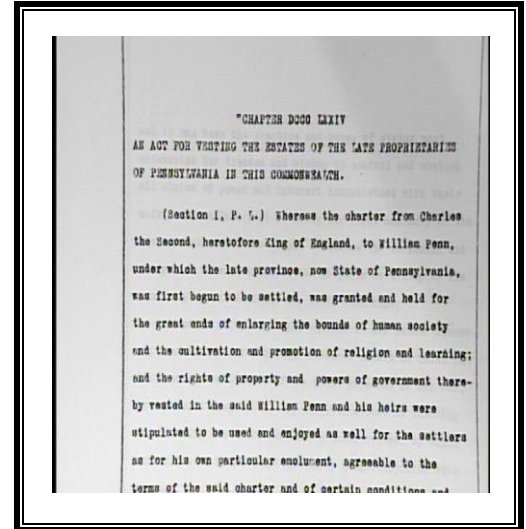 "CHAPTER DCCC LXXIV
AN ACT FOR VESTING THE ESTATES OF THE LATE PROPRIETARIES
OF PENNSYLVANIA IN THIS COMMONWEALTH.
(Section I, P. L.) Whereas the charter from Charles
the Second, heretofore King of England, to William Penn,
under which the late province, now State of Pennsylvania,
was first begun to be settled, was granted and held for
the great ends of enlarging the bounds of human society
and the cultivation and promotion of religion and learning;
and the rights of property and powers of government there-
by vested in the said William Penn and his heirs were
stipulated to be used and enjoyed as well for the settlers
as for his own particular emolument, agreeable to the
terms of the said charter and of certain conditions and